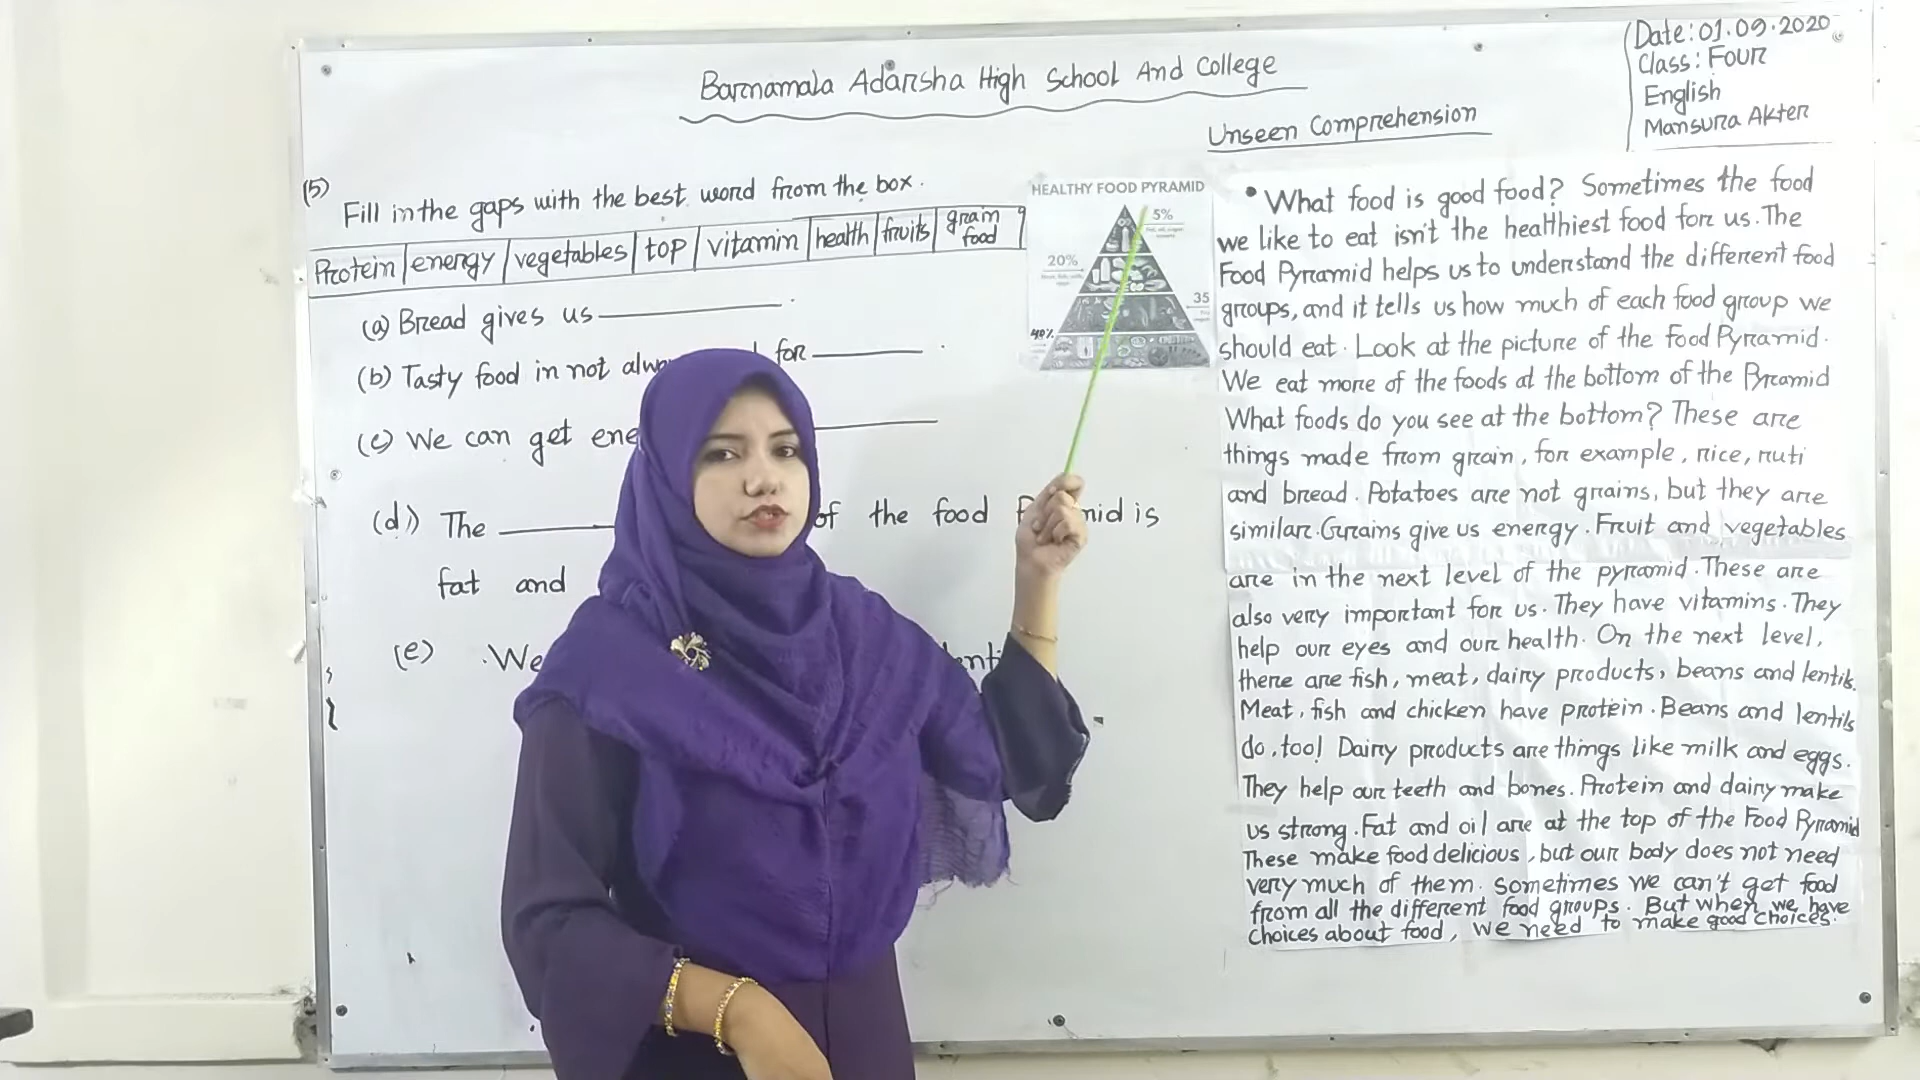 Barnamala Adarsha High School And College
Date: 01.09.2020
Class: Four
English
Mansura Akter
Unseen Comprehension
(5) Fill in the gaps with the best word from the box.
Protein energy vegetables top vitamin health fruits grain food
(a) Bread gives us
(b) Tasty food in not for
(c) We can get
(d) The of the food is
fat and
(e) We
HEALTHY FOOD PYRAMID
5%
20%
35
40%
• What food is good food? Sometimes the food
we like to eat isn't the healthiest food for us. The
Food Pyramid helps us to understand the different food
groups, and it tells us how much of each food group we
should eat. Look at the picture of the Food Pyramid.
We eat more of the foods at the bottom of the Pyramid
What foods do you see at the bottom? These are
things made from grain, for example, rice, ruti
and bread. Potatoes are not grains, but they are
similar. Grains give us energy. Fruit and vegetables
are in the next level of the pyramid. These are
also very important for us. They have vitamins. They
help our eyes and our health. On the next level,
there are fish, meat, dairy products, beans and lentils.
Meat, fish and chicken have protein. Beans and lentils
do, too! Dairy products are things like milk and eggs.
They help our teeth and bones. Protein and dairy make
us strong. Fat and oil are at the top of the Food Pyramid
These make food delicious, but our body does not need
very much of them. Sometimes we can't get food
from all the different food groups. But when we have
choices about food, we need to make good choices.